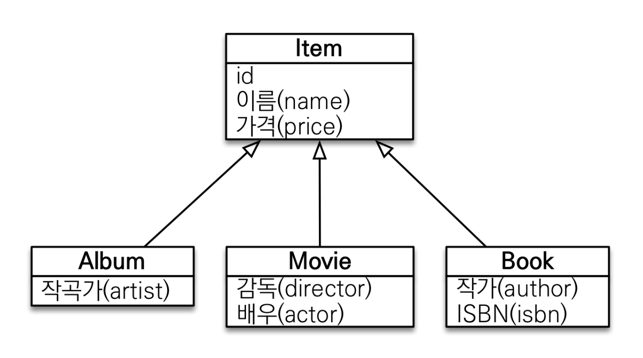 Item
id
이름(name)
가격(price)
Album
작곡가(artist)
Movie
감독(director)
배우(actor)
Book
작가(author)
ISBN(isbn)